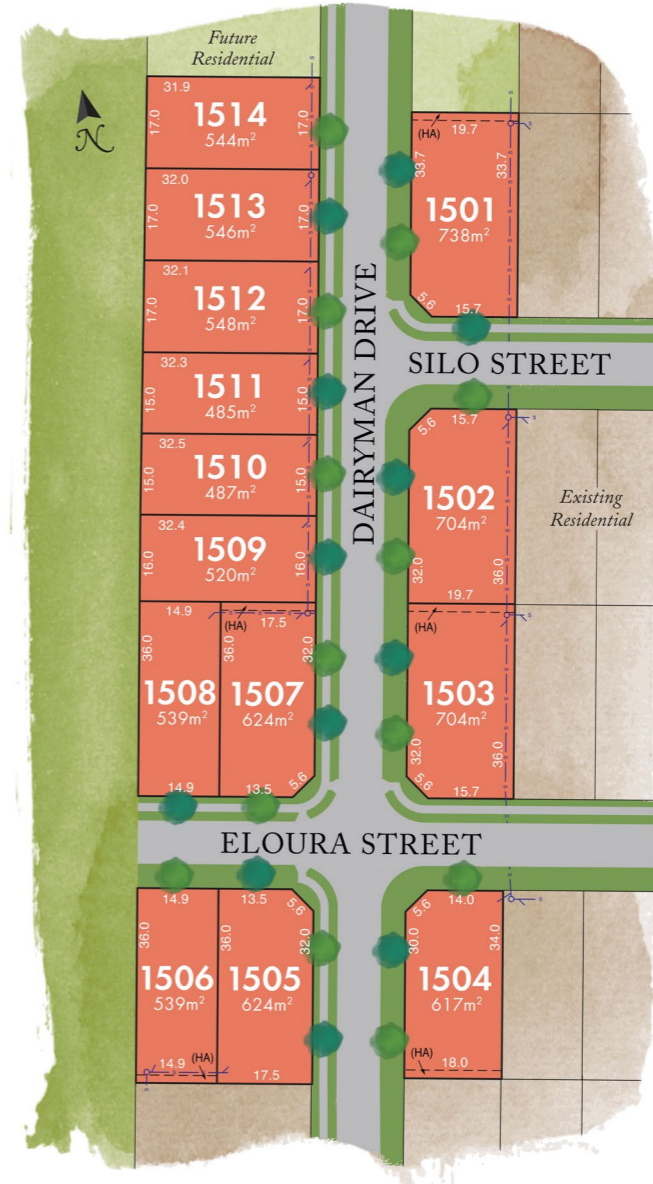 Future
Residential
N
31.9
17.0
1514
544m²
17.0
32.0
17.0
1513
546m²
17.0
32.1
17.0
1512
548m²
17.0
32.3
15.0
1511
485m²
15.0
32.5
15.0
1510
487m²
15.0
32.4
16.0
1509
520m²
16.0
14.9
36.0
1508
539m²
14.9
(HA)
17.5
36.0
32.0
1507
624m²
13.5
5.6
DAIRYMAN DRIVE
(HA)
19.7
33.7
33.7
1501
738m²
5.6
15.7
SILO STREET
15.7
5.6
1502
704m²
32.0
36.0
19.7
Existing
Residential
(HA)
1503
704m²
32.0
36.0
5.6
15.7
ELOURA STREET
14.9
36.0
1506
539m²
14.9
(HA)
13.5
5.6
36.0
32.0
1505
624m²
17.5
14.0
5.6
30.0
34.0
1504
617m²
(HA)
18.0